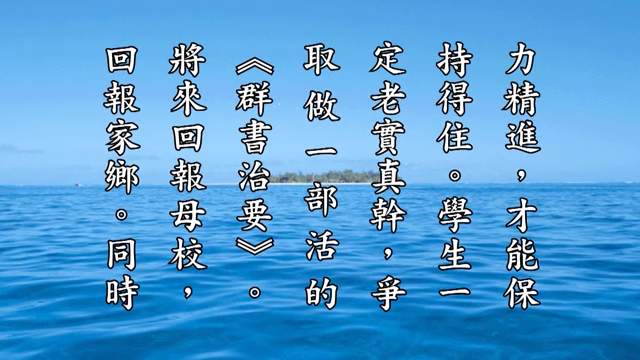 力精進，才能保
持得住。學生一
定老實真幹，爭
取做一部活的
《群書治要》。
將來回報母校，
回報家鄉。同時